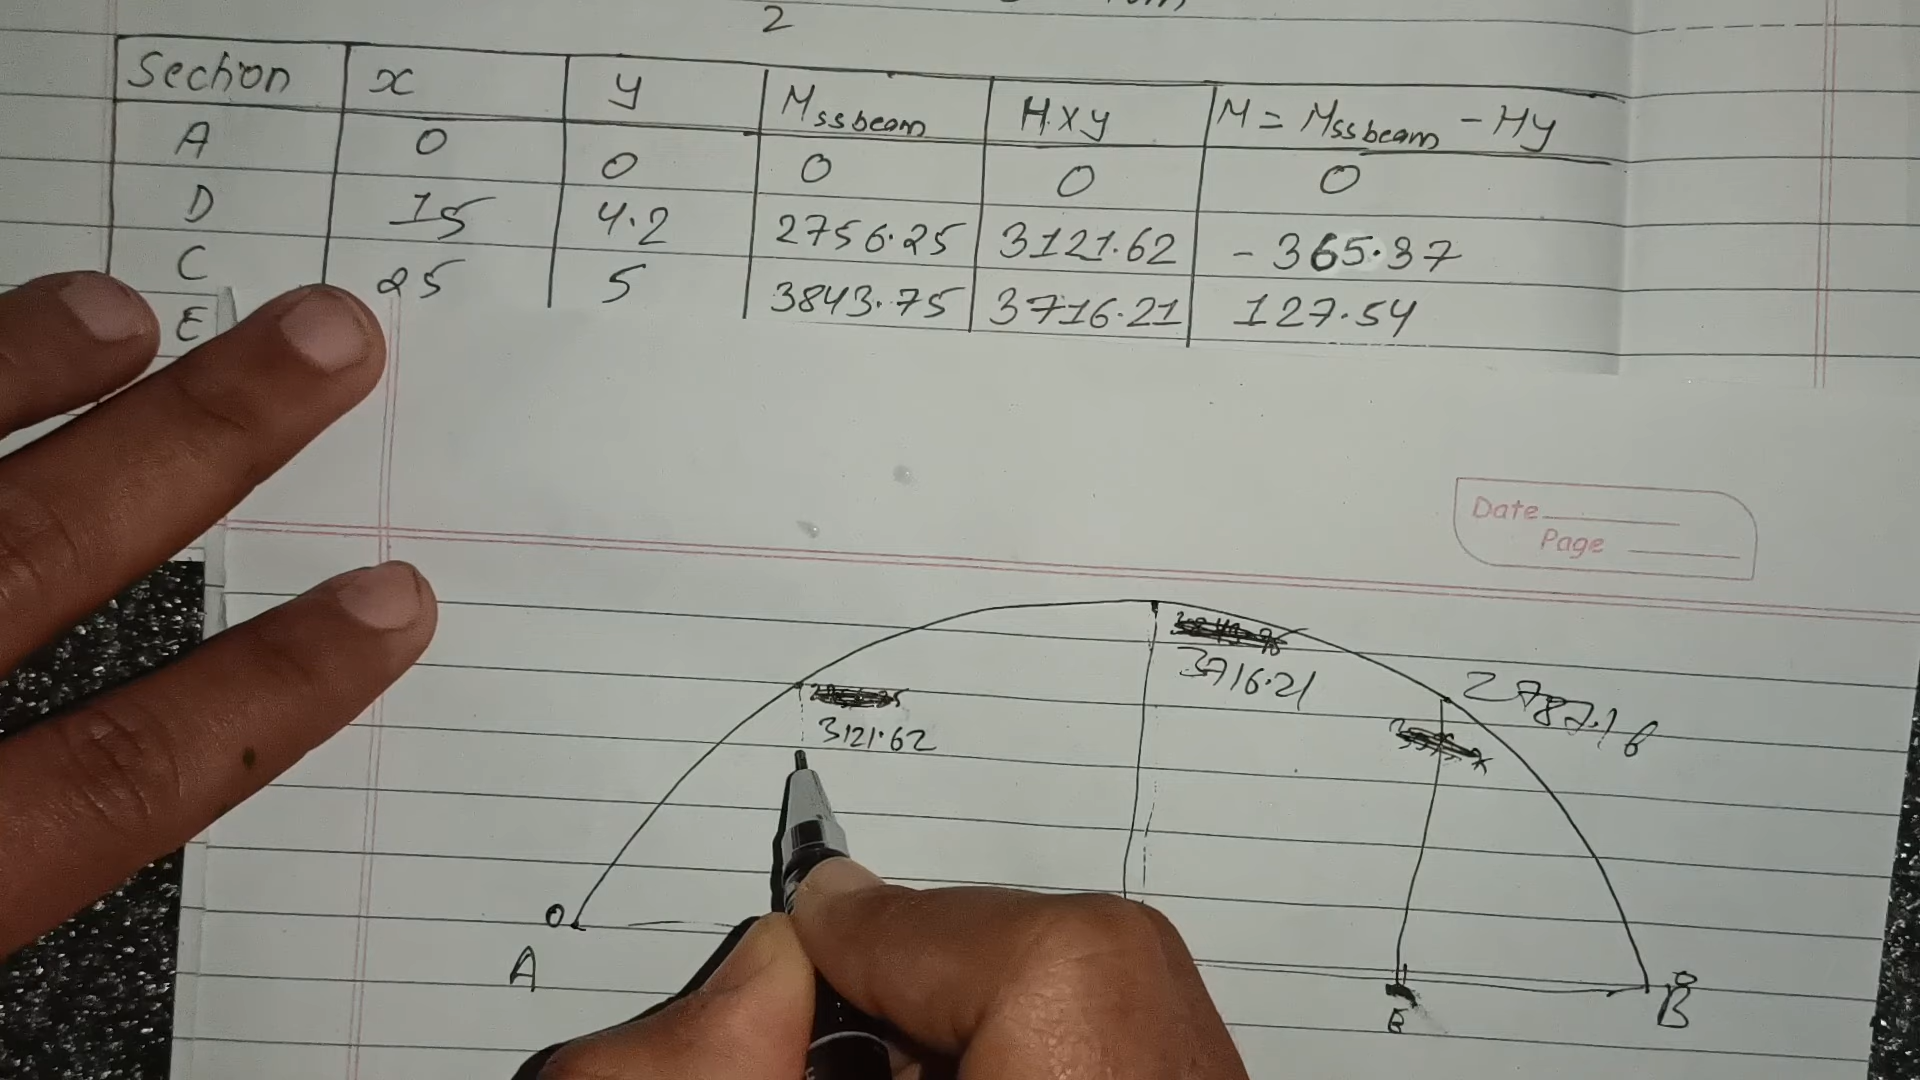 2
Section x y Mssbeam H×y M = Mssbeam - Hy
A 0 0 0 0 0
D 15 4.2 2756.25 3121.62 - 365.37
C 25 5 3843.75 3716.21 127.54
E
Date
Page
3716.21
2787.16
3121.62
0
A
E
0
B